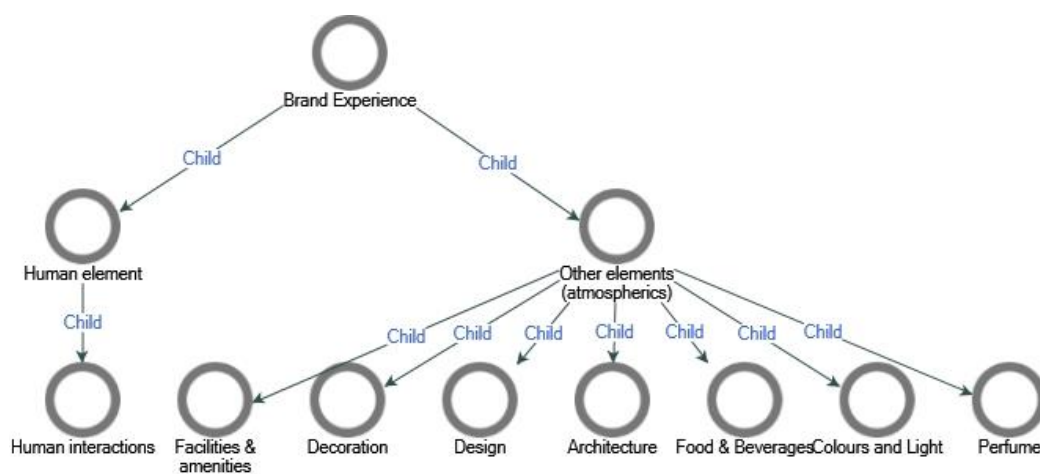 Brand Experience
Child
Child
Human element
Other elements
(atmospherics)
Child
Child
Child
Child
Child
Child
Child
Child
Human interactions
Facilities &
amenities
Decoration
Design
Architecture
Food & Beverages
Colours and Light
Perfume